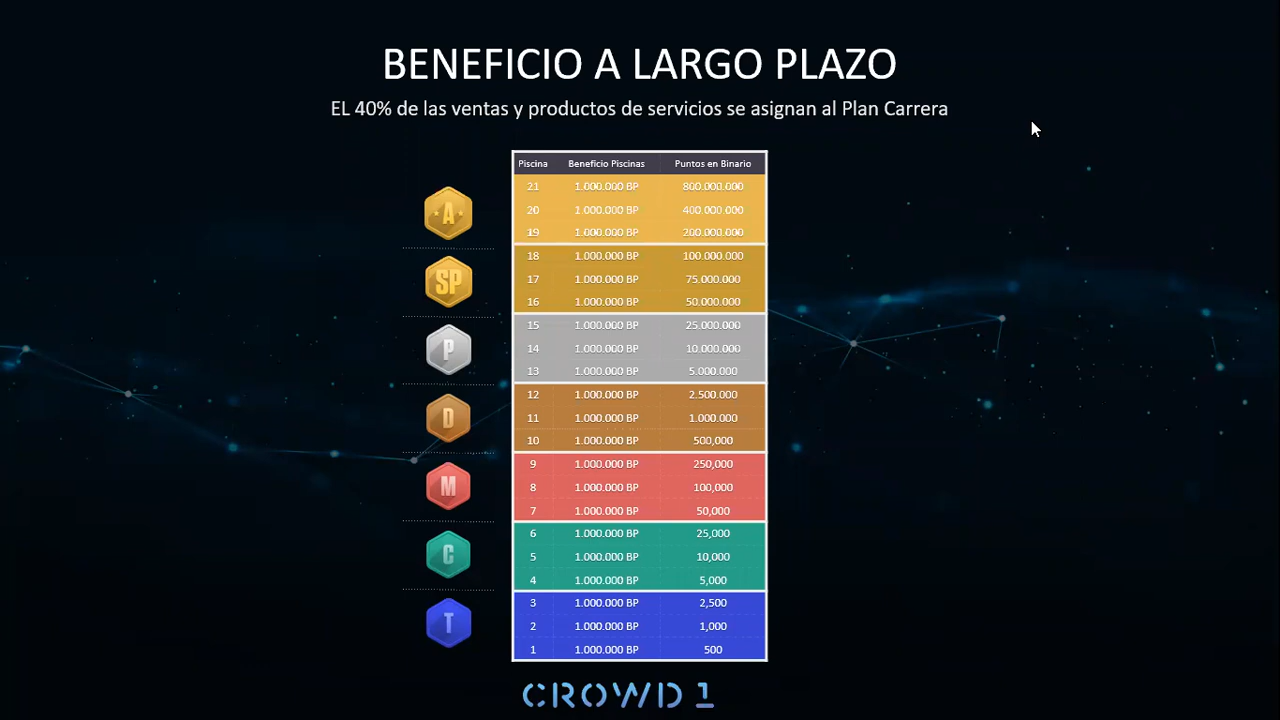 BENEFICIO A LARGO PLAZO
EL 40% de las ventas y productos de servicios se asignan al Plan Carrera
Piscina Beneficio Piscinas Puntos en Binario
A
21 1.000.000 BP 800.000.000
20 1.000.000 BP 400.000.000
19 1.000.000 BP 200.000.000
SP
18 1.000.000 BP 100.000.000
17 1.000.000 BP 75.000.000
16 1.000.000 BP 50.000.000
P
15 1.000.000 BP 25.000.000
14 1.000.000 BP 10.000.000
13 1.000.000 BP 5.000.000
D
12 1.000.000 BP 2.500.000
11 1.000.000 BP 1.000.000
10 1.000.000 BP 500,000
M
9 1.000.000 BP 250,000
8 1.000.000 BP 100,000
7 1.000.000 BP 50,000
C
6 1.000.000 BP 25,000
5 1.000.000 BP 10,000
4 1.000.000 BP 5,000
T
3 1.000.000 BP 2,500
2 1.000.000 BP 1,000
1 1.000.000 BP 500
CROWD 1